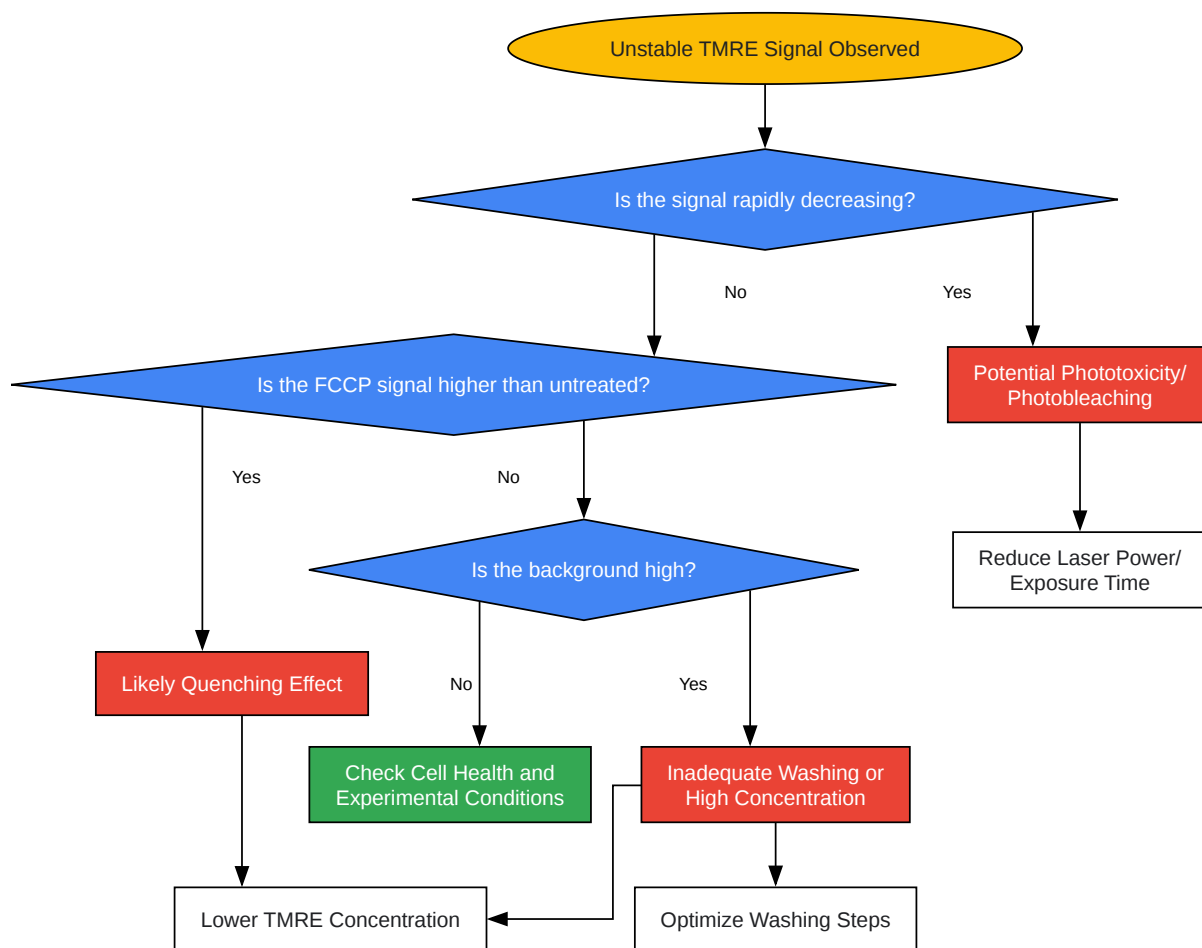 Unstable TMRE Signal Observed
Is the signal rapidly decreasing?
No
Yes
Is the FCCP signal higher than untreated?
Potential Phototoxicity/
Photobleaching
Yes
No
Reduce Laser Power/
Exposure Time
Is the background high?
Likely Quenching Effect
No
Yes
Check Cell Health and
Experimental Conditions
Inadequate Washing or
High Concentration
Lower TMRE Concentration
Optimize Washing Steps